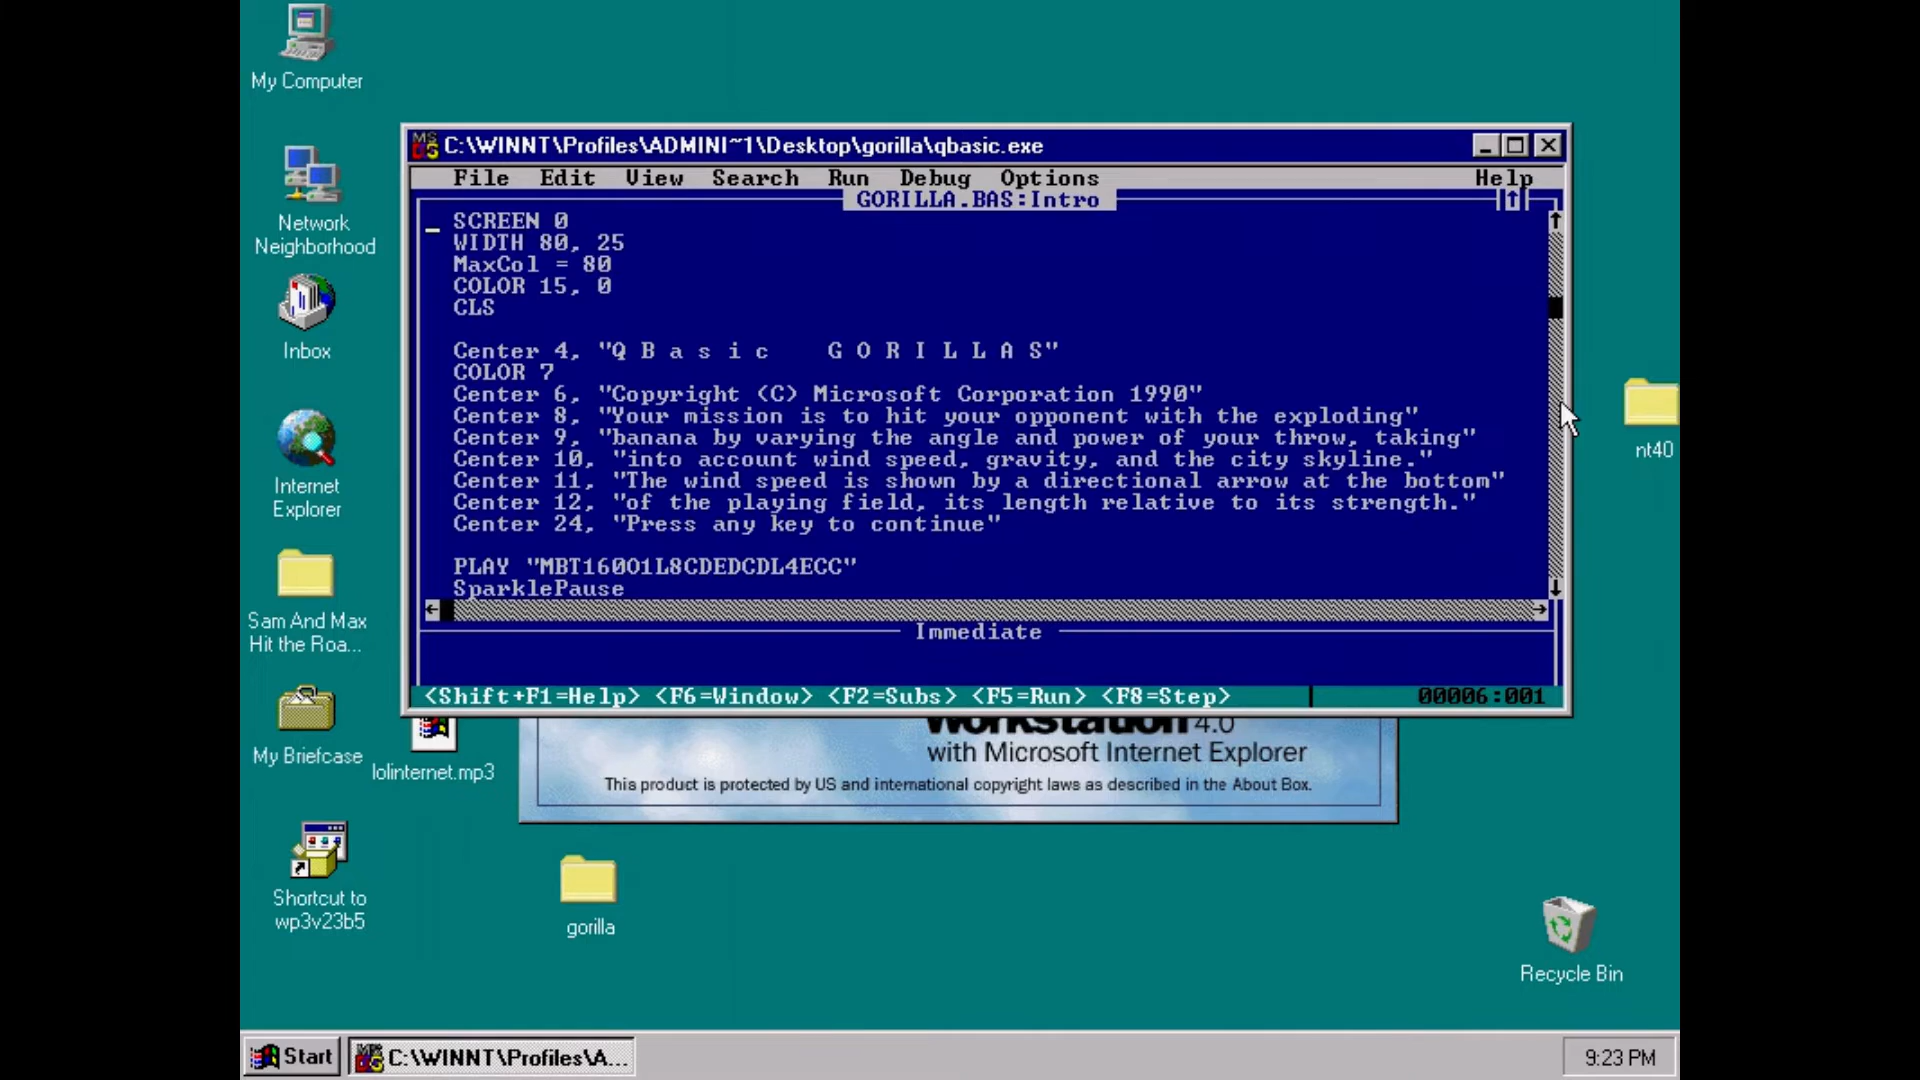 My Computer
Network
Neighborhood
Inbox
Internet
Explorer
Sam And Max
Hit the Roa...
My Briefcase
lolinternet.mp3
Shortcut to
wp3v23b5
C:\WINNT\Profiles\ADMINI~1\Desktop\gorilla\qbasic.exe
File Edit View Search Run Debug Options Help
GORILLA.BAS:Intro
SCREEN 0
WIDTH 80, 25
MaxCol = 80
COLOR 15, 0
CLS
Center 4, "Q B a s i c    G O R I L L A S"
COLOR 7
Center 6, "Copyright (C) Microsoft Corporation 1990"
Center 8, "Your mission is to hit your opponent with the exploding"
Center 9, "banana by varying the angle and power of your throw, taking"
Center 10, "into account wind speed, gravity, and the city skyline."
Center 11, "The wind speed is shown by a directional arrow at the bottom"
Center 12, "of the playing field, its length relative to its strength."
Center 24, "Press any key to continue"
PLAY "MBT160O1L8CDEDCDL4ECC"
SparklePause
Immediate
<Shift+F1=Help> <F6=Window> <F2=Subs> <F5=Run> <F8=Step> 00006:001
Workstation 4.0
with Microsoft Internet Explorer
This product is protected by US and international copyright laws as described in the About Box.
gorilla
nt40
Recycle Bin
Start
C:\WINNT\Profiles\A...
9:23 PM